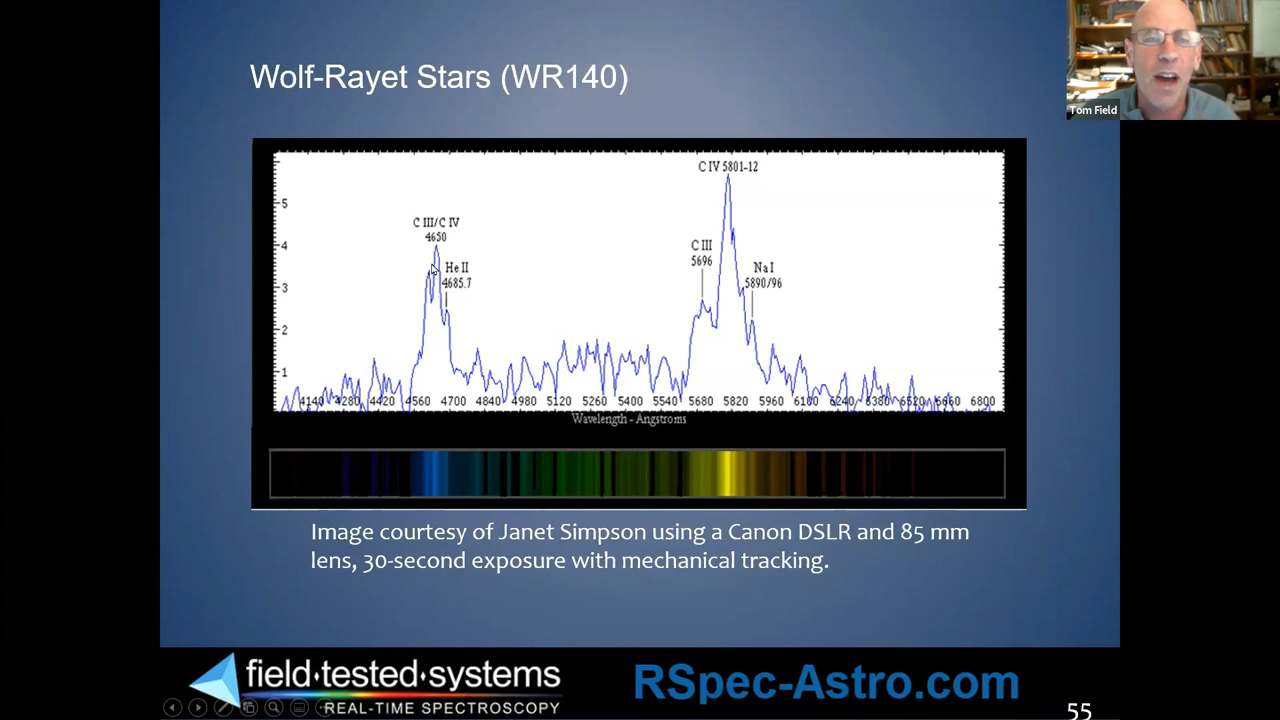 Wolf-Rayet Stars (WR140)
Tom Field
C IV 5801-12
5
C III/C IV
4650
4
C III
5696
He II
4685.7
Na I
5890/96
3
2
1
4140 4280 4420 4560 4700 4840 4980 5120 5260 5400 5540 5680 5820 5960 6100 6240 6380 6520 6660 6800
Wavelength - Angstroms
Image courtesy of Janet Simpson using a Canon DSLR and 85 mm
lens, 30-second exposure with mechanical tracking.
field·tested·systems
REAL-TIME SPECTROSCOPY
RSpec-Astro.com
55